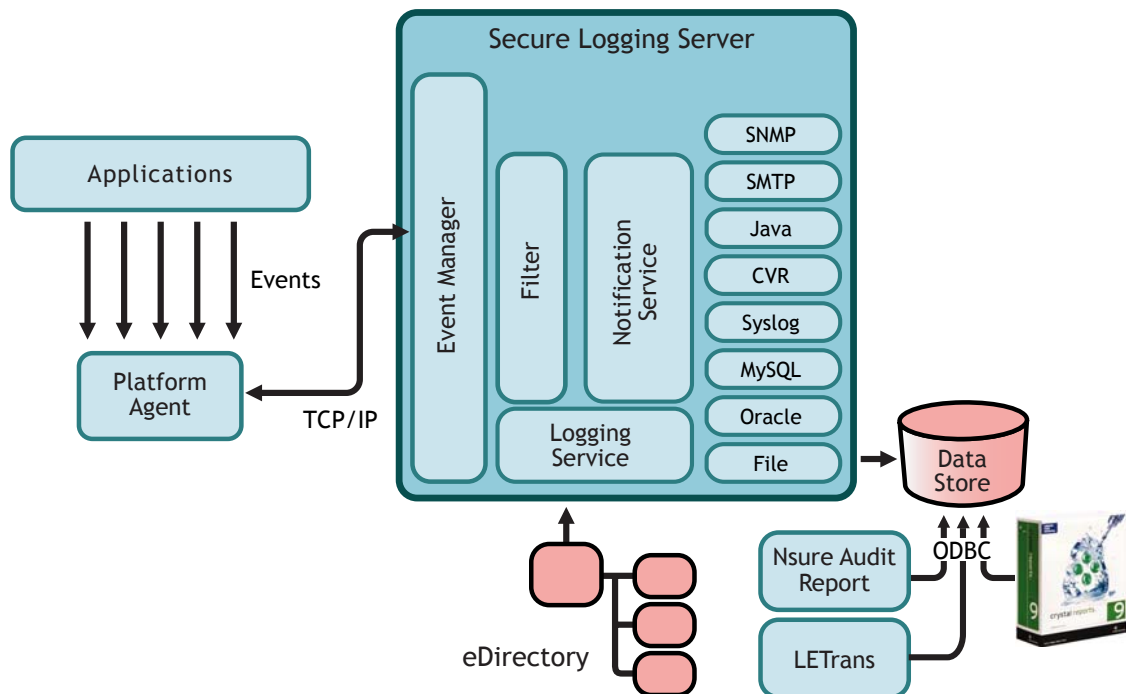 Secure Logging Server
Applications
Events
Platform
Agent
TCP/IP
Event Manager
Filter
Notification
Service
Logging
Service
SNMP
SMTP
Java
CVR
Syslog
MySQL
Oracle
File
Data
Store
ODBC
Nsure Audit
Report
LETrans
eDirectory
crystal reports.
9
9